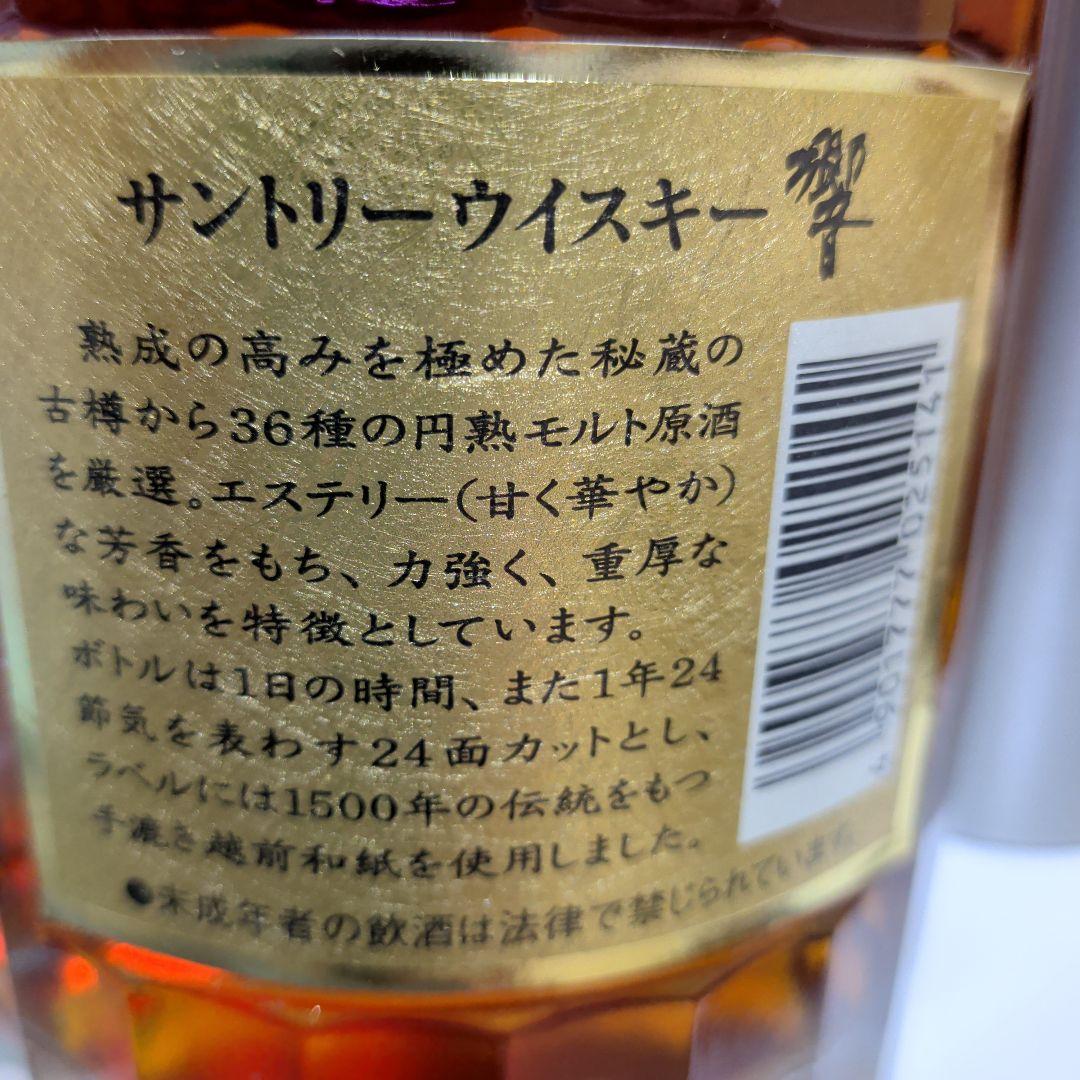 サントリーウイスキー 響
熟成の高みを極めた秘蔵の
古樽から36種の円熟モルト原酒
を厳選。エステリー(甘く華やか)
な芳香をもち、力強く、重厚な
味わいを特徴としています。
ボトルは1日の時間、また1年24
節気を表わす24面カットとし、
ラベルには1500年の伝統をもつ
手漉き越前和紙を使用しました。
●未成年者の飲酒は法律で禁じられています。